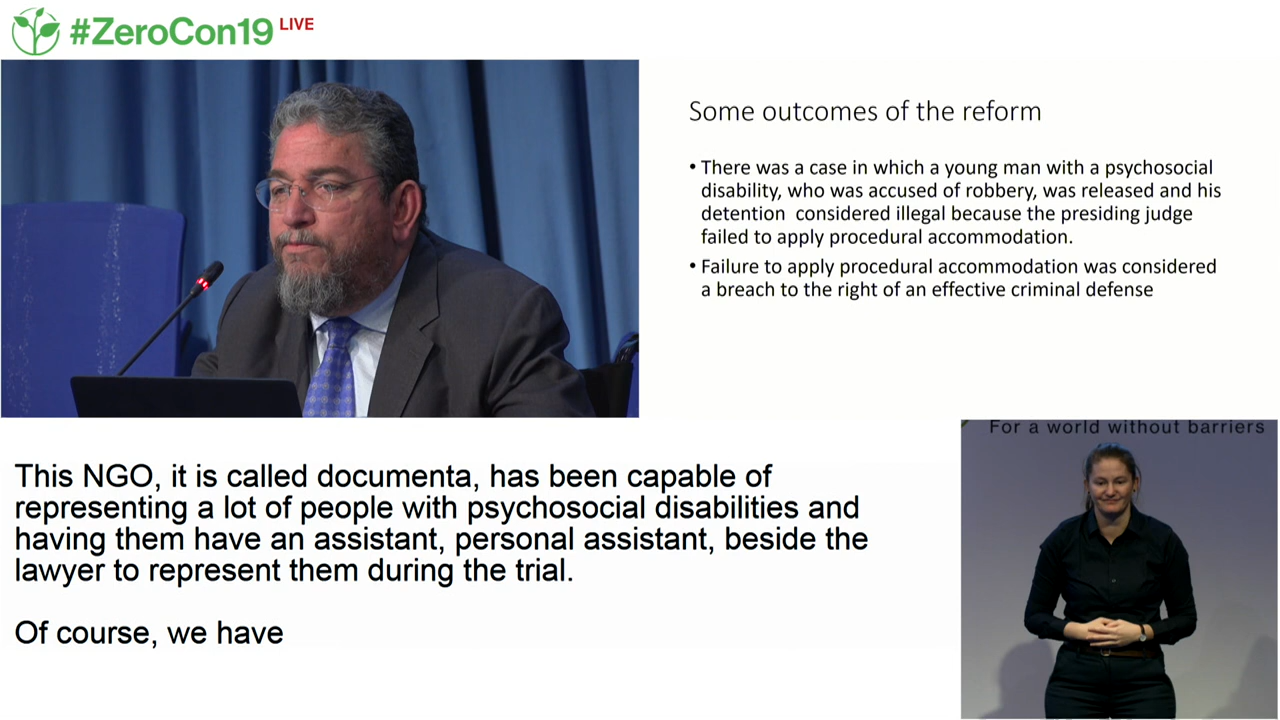 #ZeroCon19 LIVE
Some outcomes of the reform
• There was a case in which a young man with a psychosocial
disability, who was accused of robbery, was released and his
detention considered illegal because the presiding judge
failed to apply procedural accommodation.
• Failure to apply procedural accommodation was considered
a breach to the right of an effective criminal defense
This NGO, it is called documenta, has been capable of
representing a lot of people with psychosocial disabilities and
having them have an assistant, personal assistant, beside the
lawyer to represent them during the trial.
Of course, we have
For a world without barriers